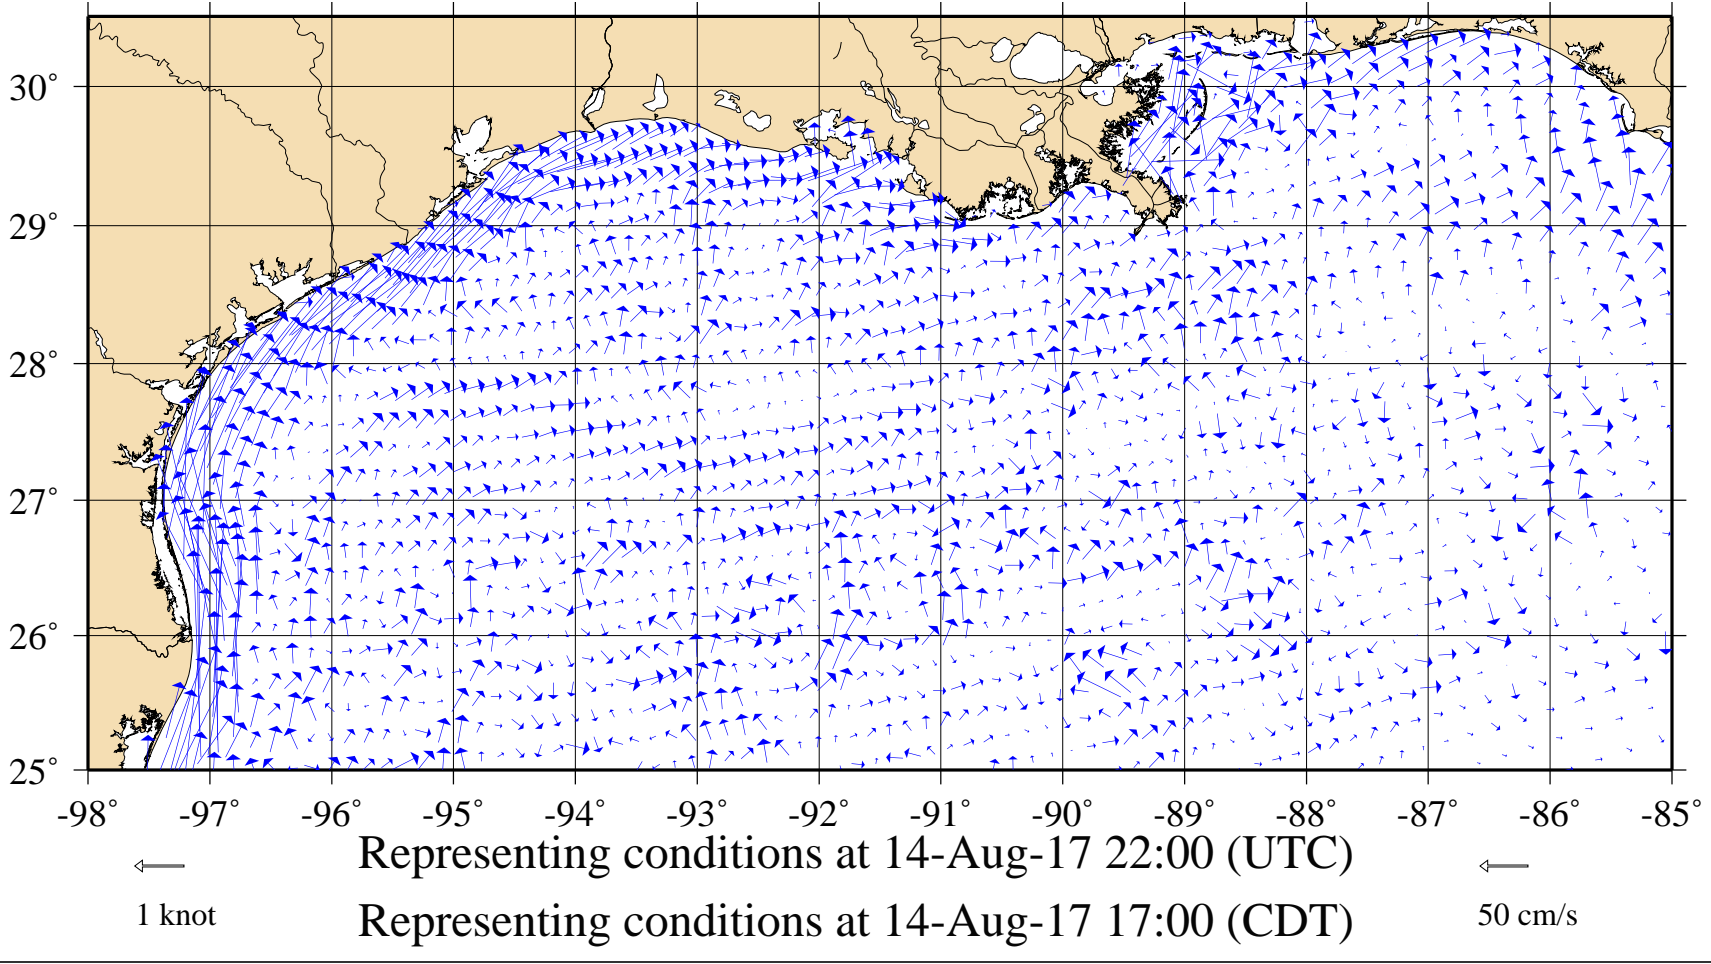 30°
29°
28°
27°
26°
25°
-98° -97° -96° -95° -94° -93° -92° -91° -90° -89° -88° -87° -86° -85°
Representing conditions at 14-Aug-17 22:00 (UTC)
1 knot Representing conditions at 14-Aug-17 17:00 (CDT) 50 cm/s